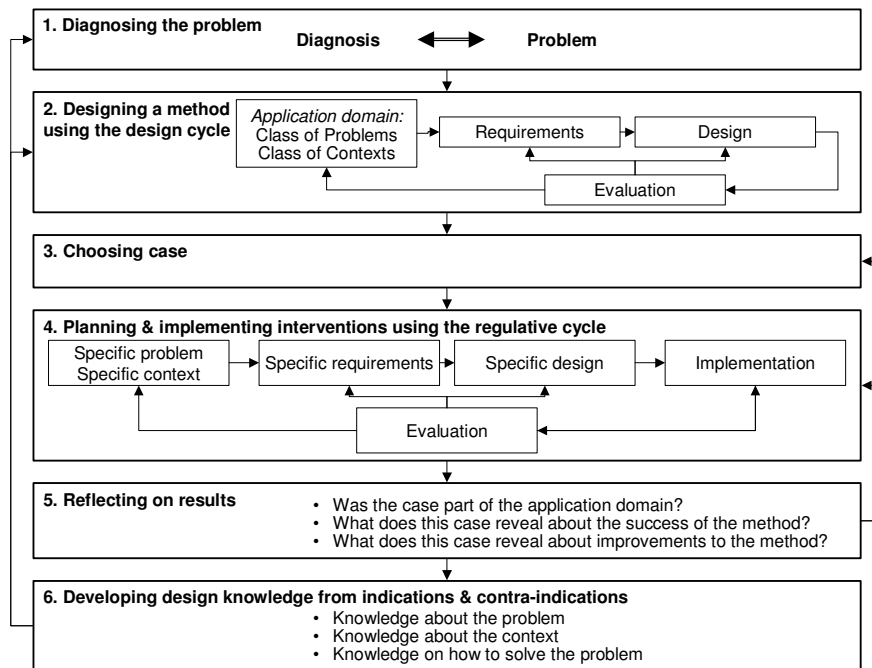 1. Diagnosing the problem
Diagnosis Problem
2. Designing a method
using the design cycle
Application domain:
Class of Problems
Class of Contexts
Requirements
Design
Evaluation
3. Choosing case
4. Planning & implementing interventions using the regulative cycle
Specific problem
Specific context
Specific requirements
Specific design
Implementation
Evaluation
5. Reflecting on results
• Was the case part of the application domain?
• What does this case reveal about the success of the method?
• What does this case reveal about improvements to the method?
6. Developing design knowledge from indications & contra-indications
• Knowledge about the problem
• Knowledge about the context
• Knowledge on how to solve the problem